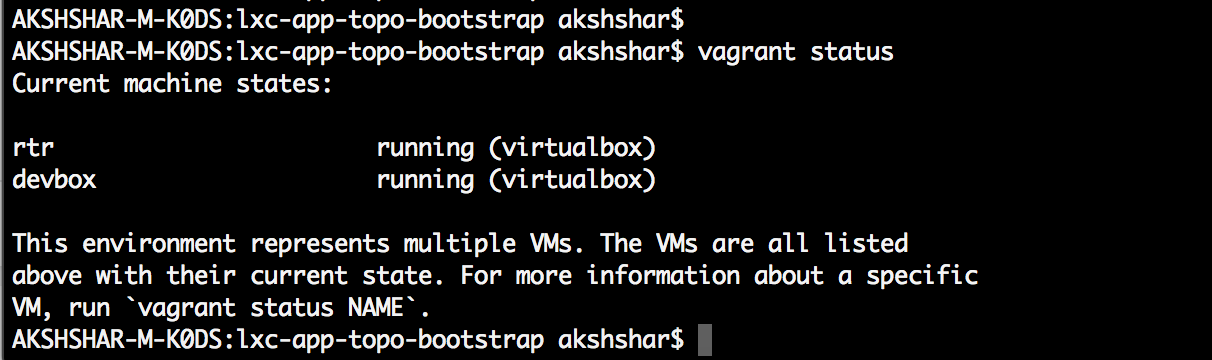 AKSHSHAR-M-K0DS:lxc-app-topo-bootstrap akshshar$
AKSHSHAR-M-K0DS:lxc-app-topo-bootstrap akshshar$ vagrant status
Current machine states:
rtr                       running (virtualbox)
devbox                    running (virtualbox)
This environment represents multiple VMs. The VMs are all listed
above with their current state. For more information about a specific
VM, run `vagrant status NAME`.
AKSHSHAR-M-K0DS:lxc-app-topo-bootstrap akshshar$